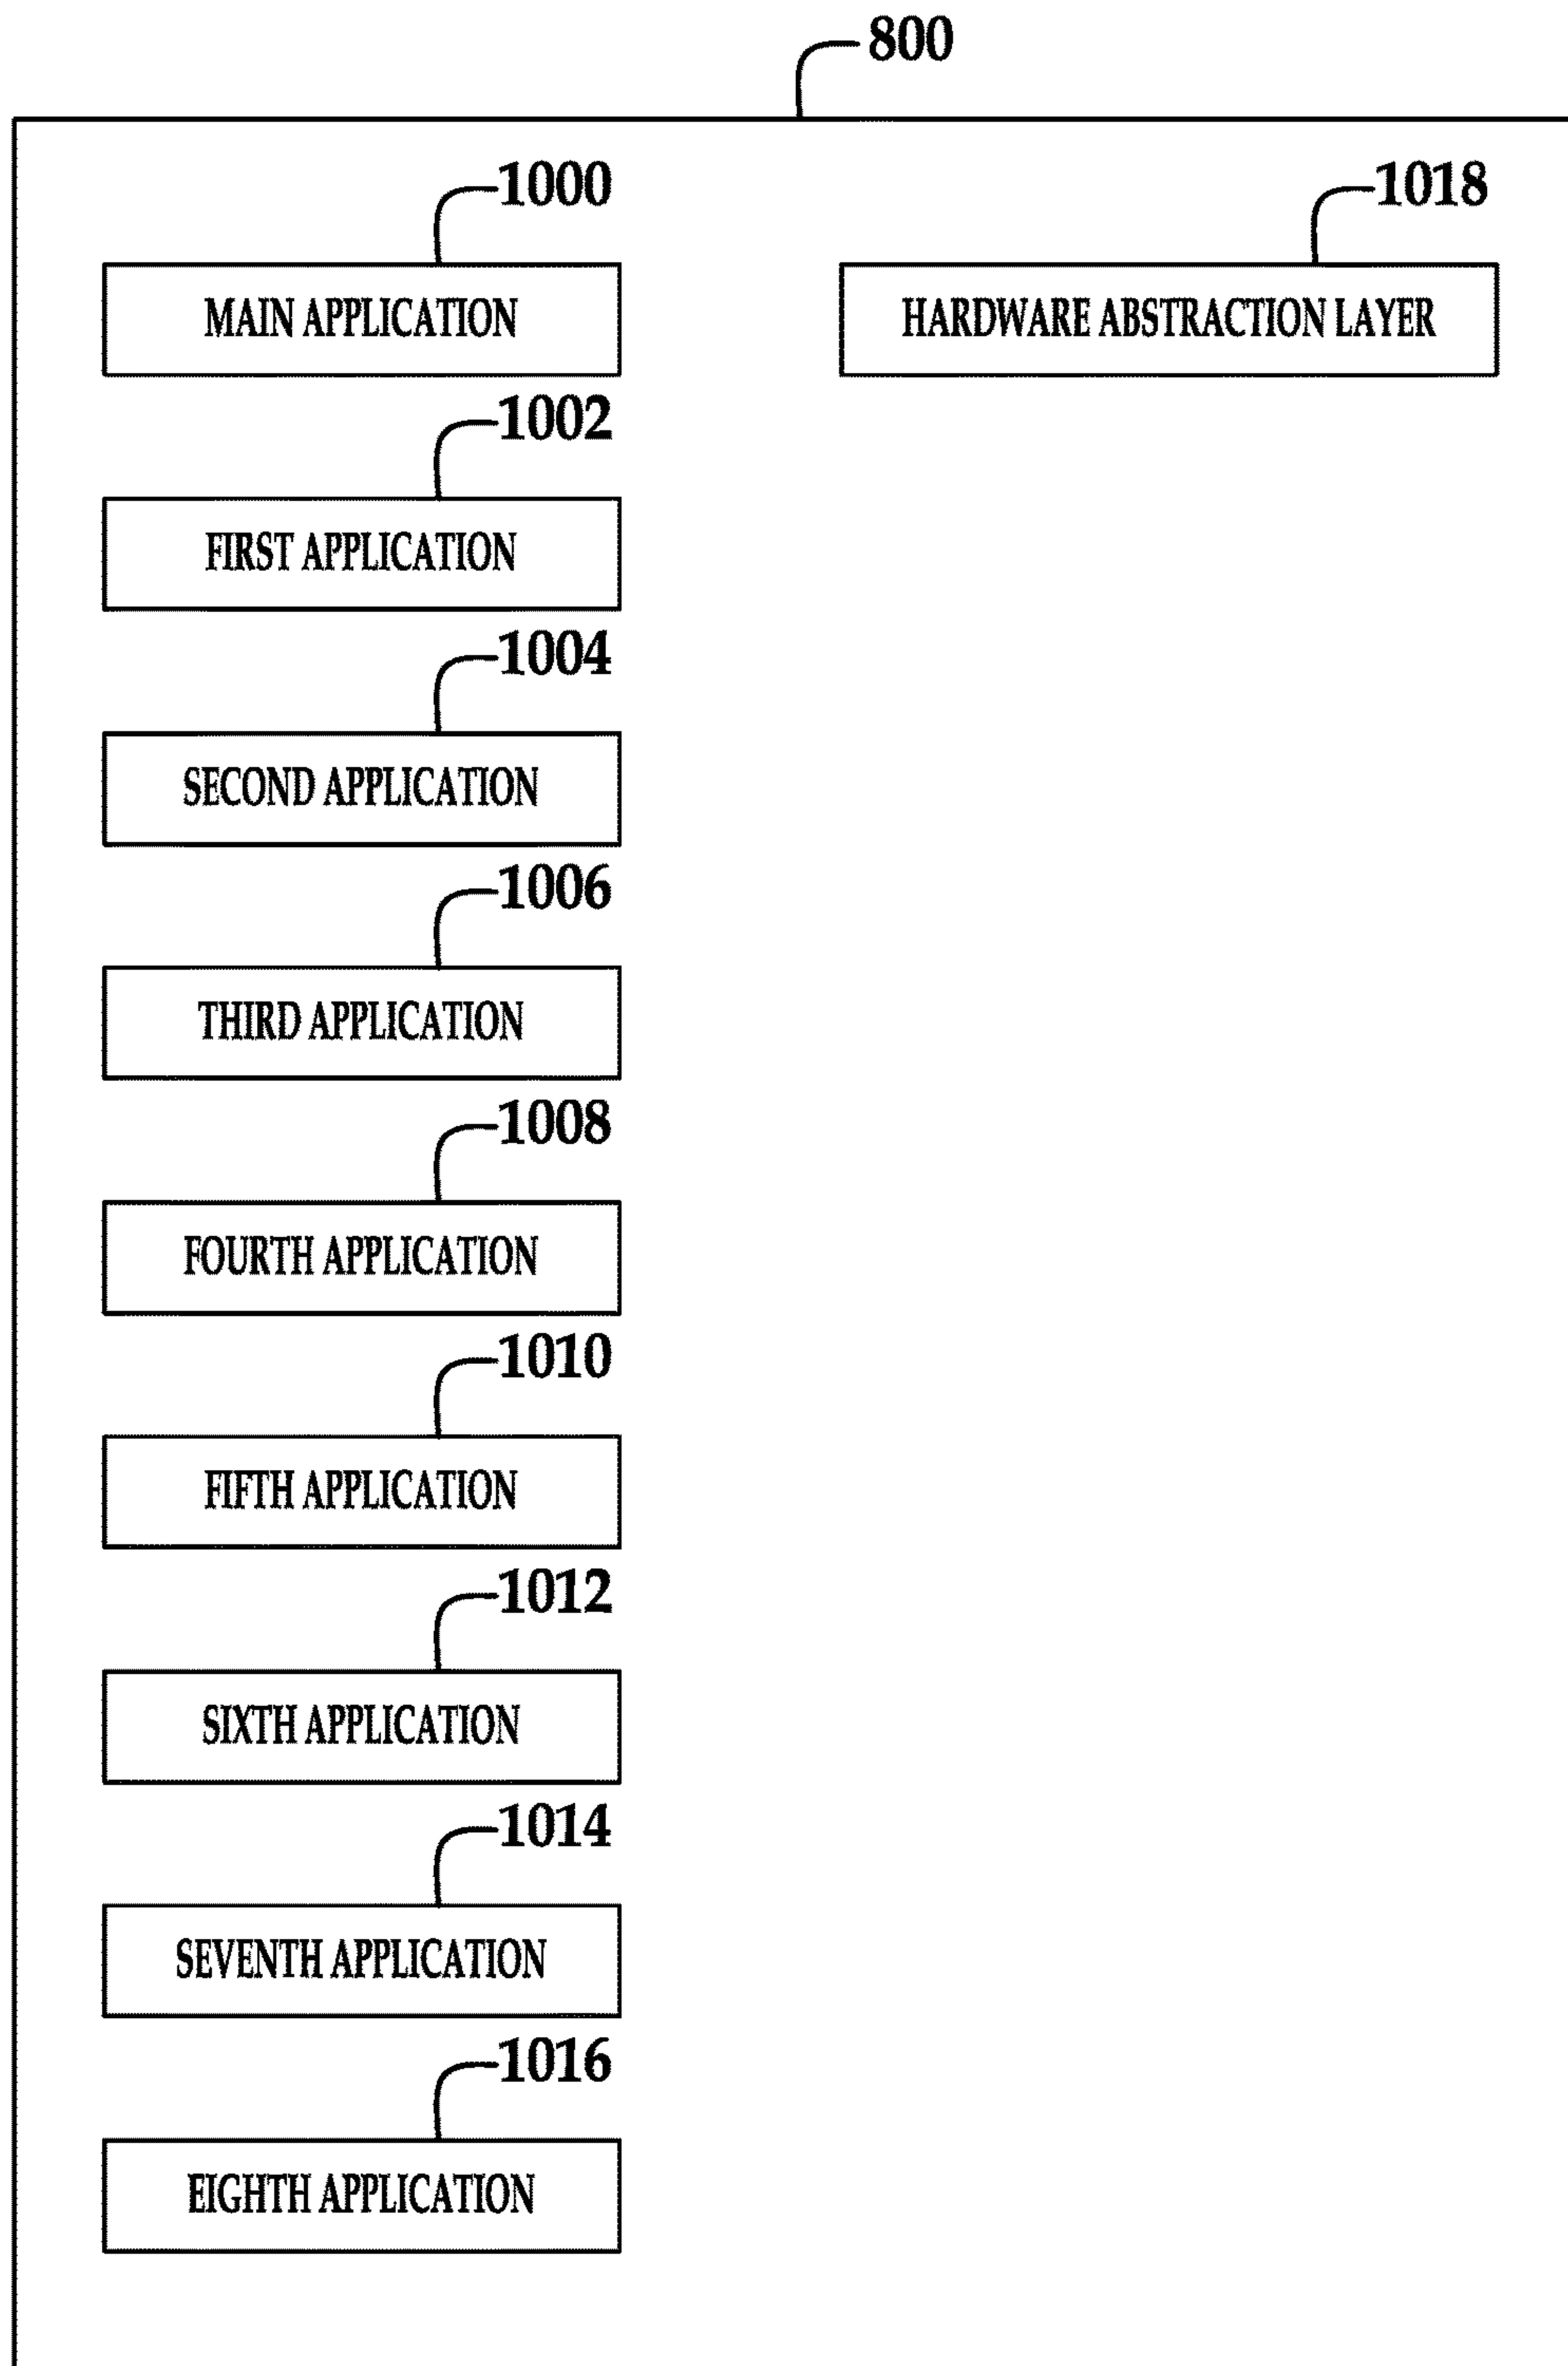 800
1000
MAIN APPLICATION
1018
HARDWARE ABSTRACTION LAYER
1002
FIRST APPLICATION
1004
SECOND APPLICATION
1006
THIRD APPLICATION
1008
FOURTH APPLICATION
1010
FIFTH APPLICATION
1012
SIXTH APPLICATION
1014
SEVENTH APPLICATION
1016
EIGHTH APPLICATION